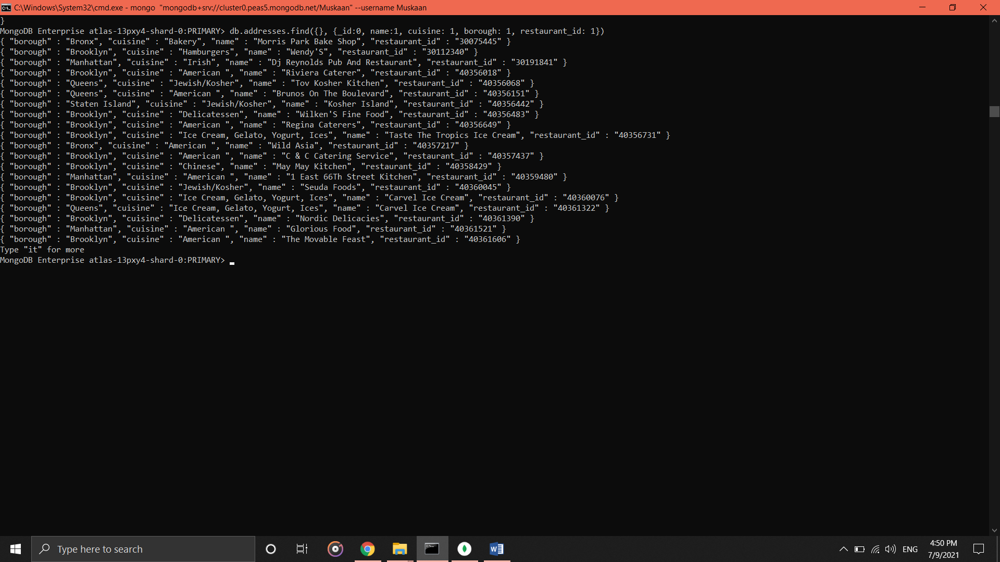 C:\Windows\System32\cmd.exe - mongo  "mongodb+srv://cluster0.peas5.mongodb.net/Muskaan" --username Muskaan
}
MongoDB Enterprise atlas-13pxy4-shard-0:PRIMARY> db.addresses.find({}, {_id:0, name:1, cuisine: 1, borough: 1, restaurant_id: 1})
{ "borough" : "Bronx", "cuisine" : "Bakery", "name" : "Morris Park Bake Shop", "restaurant_id" : "30075445" }
{ "borough" : "Brooklyn", "cuisine" : "Hamburgers", "name" : "Wendy'S", "restaurant_id" : "30112340" }
{ "borough" : "Manhattan", "cuisine" : "Irish", "name" : "Dj Reynolds Pub And Restaurant", "restaurant_id" : "30191841" }
{ "borough" : "Brooklyn", "cuisine" : "American ", "name" : "Riviera Caterer", "restaurant_id" : "40356018" }
{ "borough" : "Queens", "cuisine" : "Jewish/Kosher", "name" : "Tov Kosher Kitchen", "restaurant_id" : "40356068" }
{ "borough" : "Queens", "cuisine" : "American ", "name" : "Brunos On The Boulevard", "restaurant_id" : "40356151" }
{ "borough" : "Staten Island", "cuisine" : "Jewish/Kosher", "name" : "Kosher Island", "restaurant_id" : "40356442" }
{ "borough" : "Brooklyn", "cuisine" : "Delicatessen", "name" : "Wilken'S Fine Food", "restaurant_id" : "40356483" }
{ "borough" : "Brooklyn", "cuisine" : "American ", "name" : "Regina Caterers", "restaurant_id" : "40356649" }
{ "borough" : "Brooklyn", "cuisine" : "Ice Cream, Gelato, Yogurt, Ices", "name" : "Taste The Tropics Ice Cream", "restaurant_id" : "40356731" }
{ "borough" : "Bronx", "cuisine" : "American ", "name" : "Wild Asia", "restaurant_id" : "40357217" }
{ "borough" : "Brooklyn", "cuisine" : "American ", "name" : "C & C Catering Service", "restaurant_id" : "40357437" }
{ "borough" : "Brooklyn", "cuisine" : "Chinese", "name" : "May May Kitchen", "restaurant_id" : "40358429" }
{ "borough" : "Manhattan", "cuisine" : "American ", "name" : "1 East 66Th Street Kitchen", "restaurant_id" : "40359480" }
{ "borough" : "Brooklyn", "cuisine" : "Jewish/Kosher", "name" : "Seuda Foods", "restaurant_id" : "40360045" }
{ "borough" : "Brooklyn", "cuisine" : "Ice Cream, Gelato, Yogurt, Ices", "name" : "Carvel Ice Cream", "restaurant_id" : "40360076" }
{ "borough" : "Queens", "cuisine" : "Ice Cream, Gelato, Yogurt, Ices", "name" : "Carvel Ice Cream", "restaurant_id" : "40361322" }
{ "borough" : "Brooklyn", "cuisine" : "Delicatessen", "name" : "Nordic Delicacies", "restaurant_id" : "40361390" }
{ "borough" : "Manhattan", "cuisine" : "American ", "name" : "Glorious Food", "restaurant_id" : "40361521" }
{ "borough" : "Brooklyn", "cuisine" : "American ", "name" : "The Movable Feast", "restaurant_id" : "40361606" }
Type "it" for more
MongoDB Enterprise atlas-13pxy4-shard-0:PRIMARY>
Type here to search
ENG
4:50 PM
7/9/2021